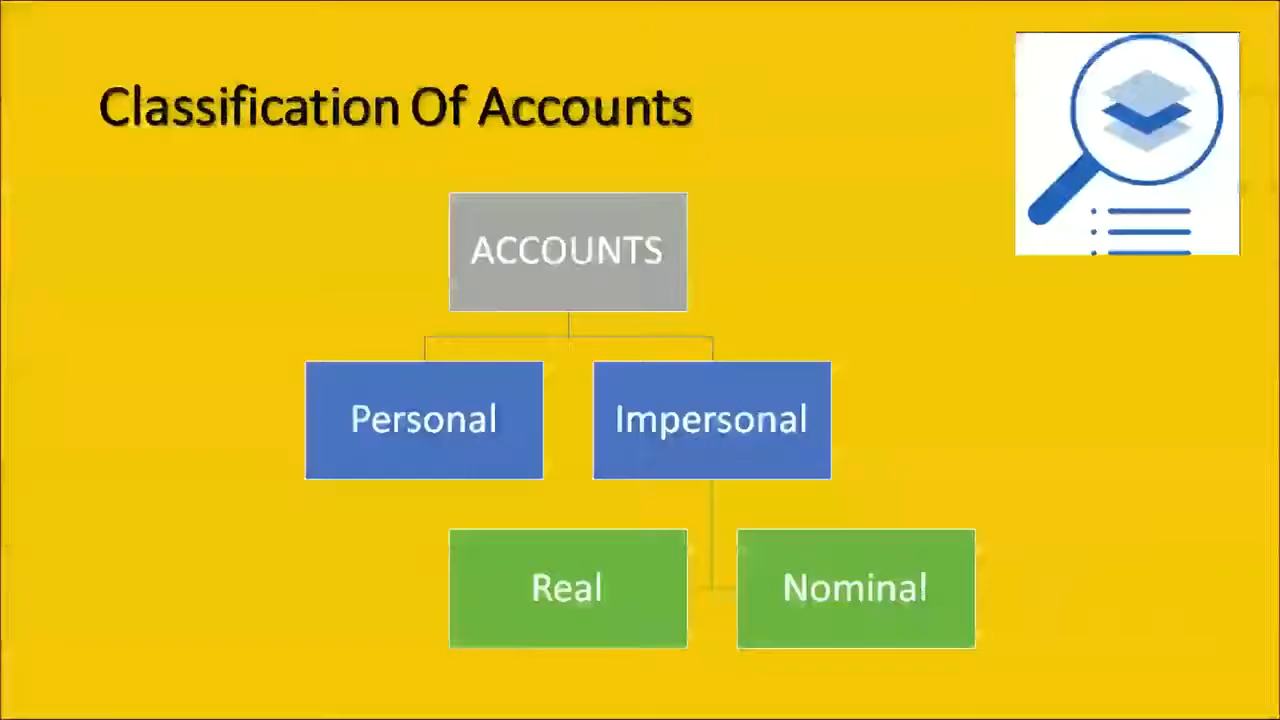 Classification Of Accounts
ACCOUNTS
Personal
Impersonal
Real
Nominal